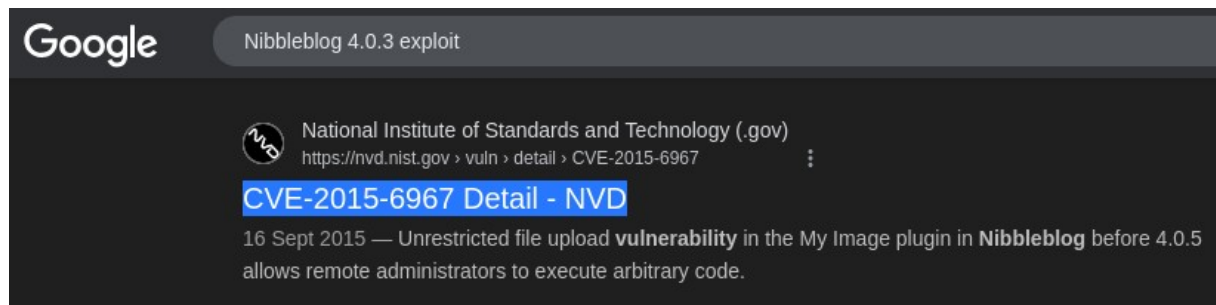 Google
Nibbleblog 4.0.3 exploit
NVD
National Institute of Standards and Technology (.gov)
https://nvd.nist.gov › vuln › detail › CVE-2015-6967
CVE-2015-6967 Detail - NVD
16 Sept 2015 — Unrestricted file upload vulnerability in the My Image plugin in Nibbleblog before 4.0.5
allows remote administrators to execute arbitrary code.